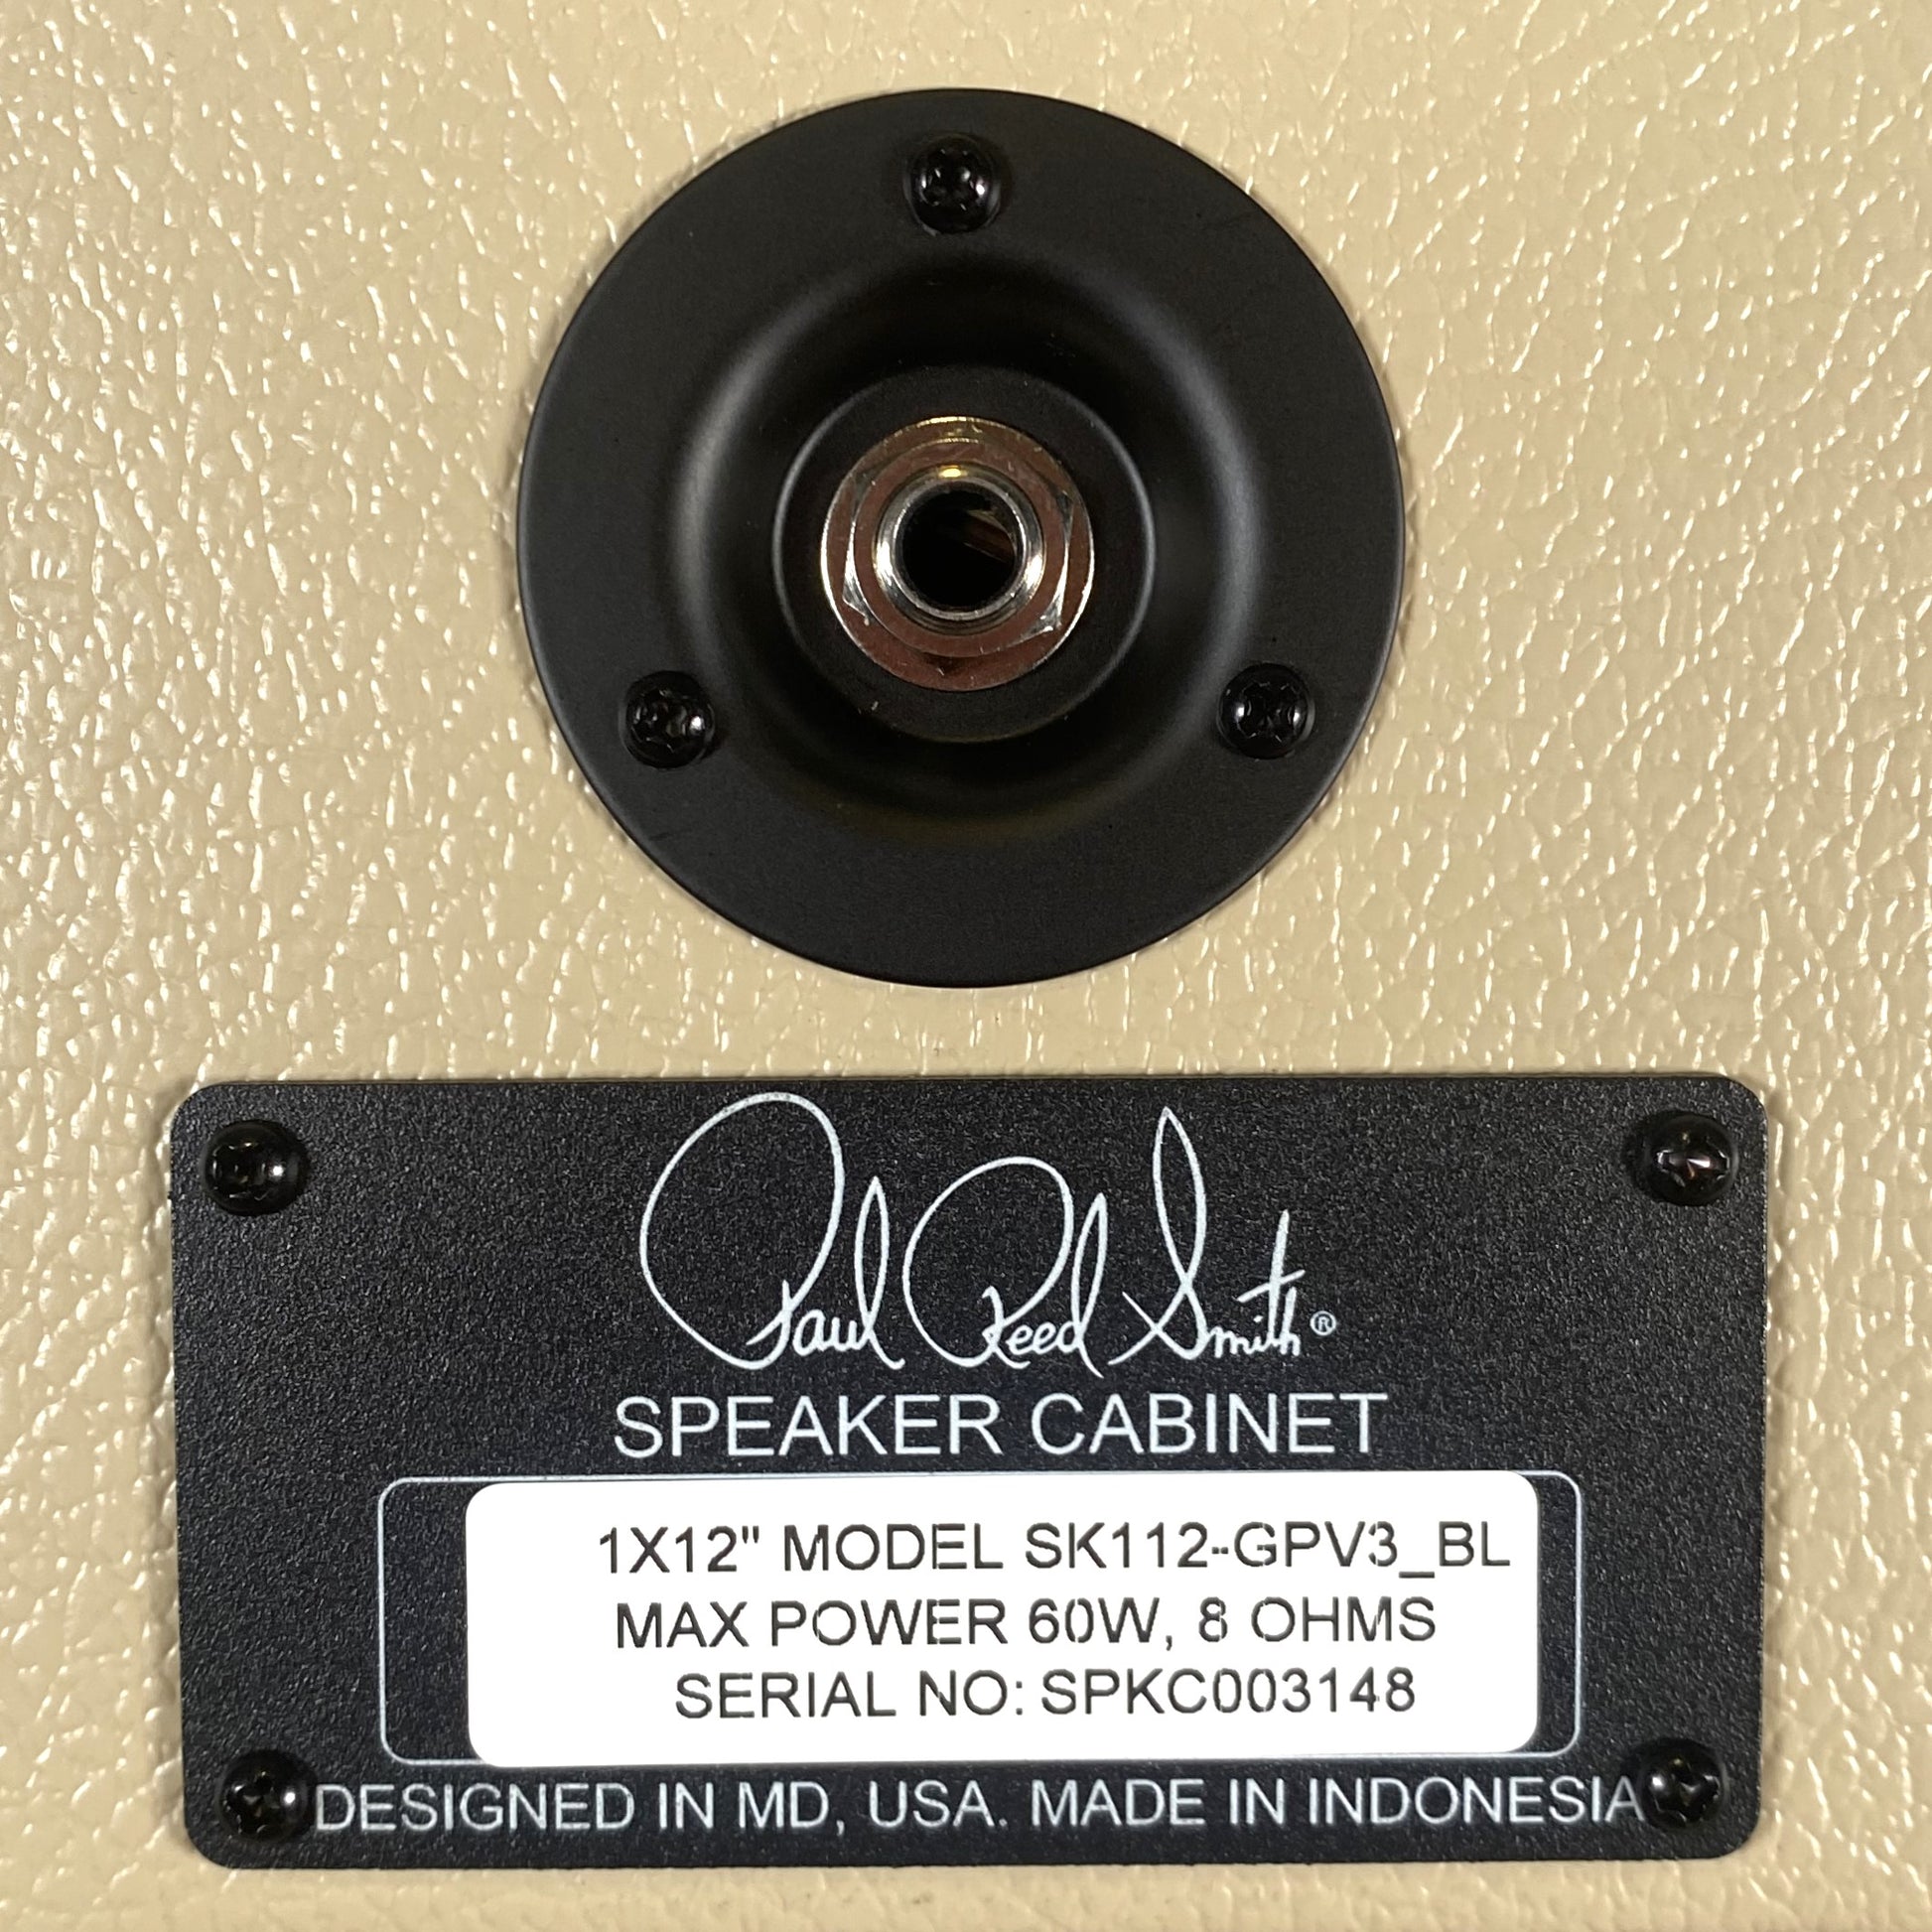 Paul Reed Smith®
SPEAKER CABINET
1X12" MODEL SK112-GPV3_BL
MAX POWER 60W, 8 OHMS
SERIAL NO: SPKC003148
DESIGNED IN MD, USA. MADE IN INDONESIA